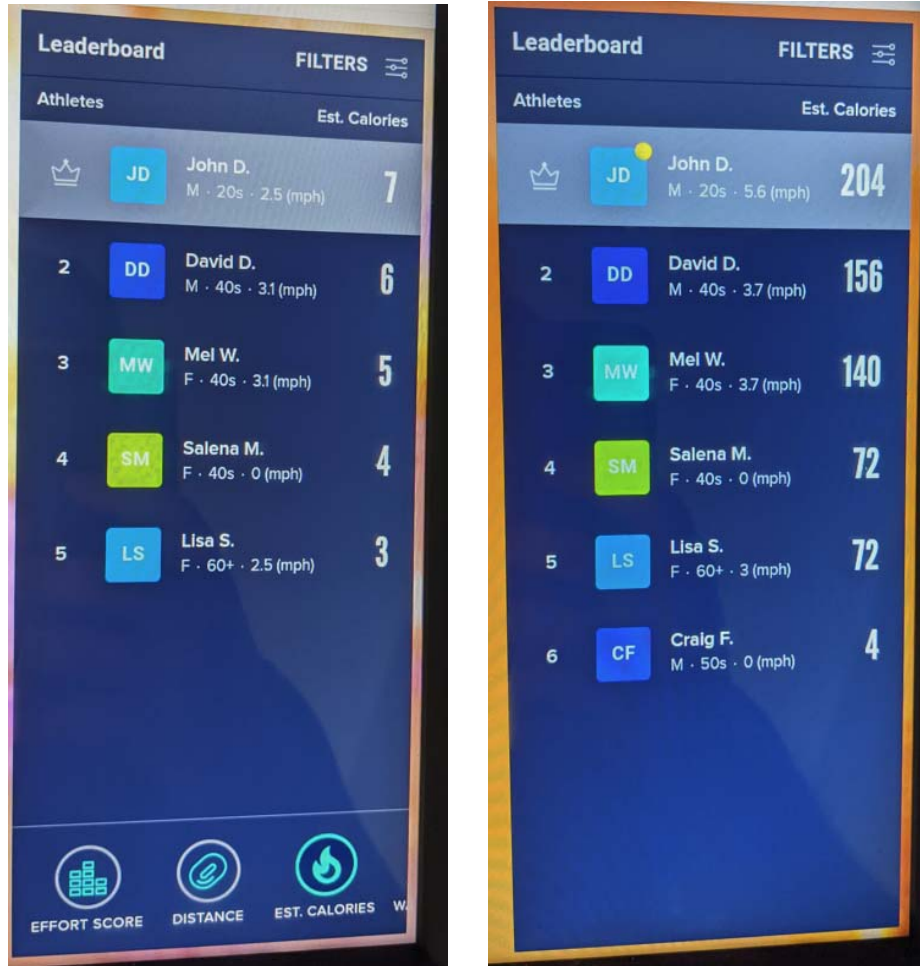 Leaderboard
FILTERS
Athletes
Est. Calories
JD
John D.
M · 20s · 2.5 (mph)
7
2
DD
David D.
M · 40s · 3.1 (mph)
6
3
MW
Mel W.
F · 40s · 3.1 (mph)
5
4
SM
Salena M.
F · 40s · 0 (mph)
4
5
LS
Lisa S.
F · 60+ · 2.5 (mph)
3
EFFORT SCORE
DISTANCE
EST. CALORIES
Leaderboard
FILTERS
Athletes
Est. Calories
JD
John D.
M · 20s · 5.6 (mph)
204
2
DD
David D.
M · 40s · 3.7 (mph)
156
3
MW
Mel W.
F · 40s · 3.7 (mph)
140
4
SM
Salena M.
F · 40s · 0 (mph)
72
5
LS
Lisa S.
F · 60+ · 3 (mph)
72
6
CF
Craig F.
M · 50s · 0 (mph)
4